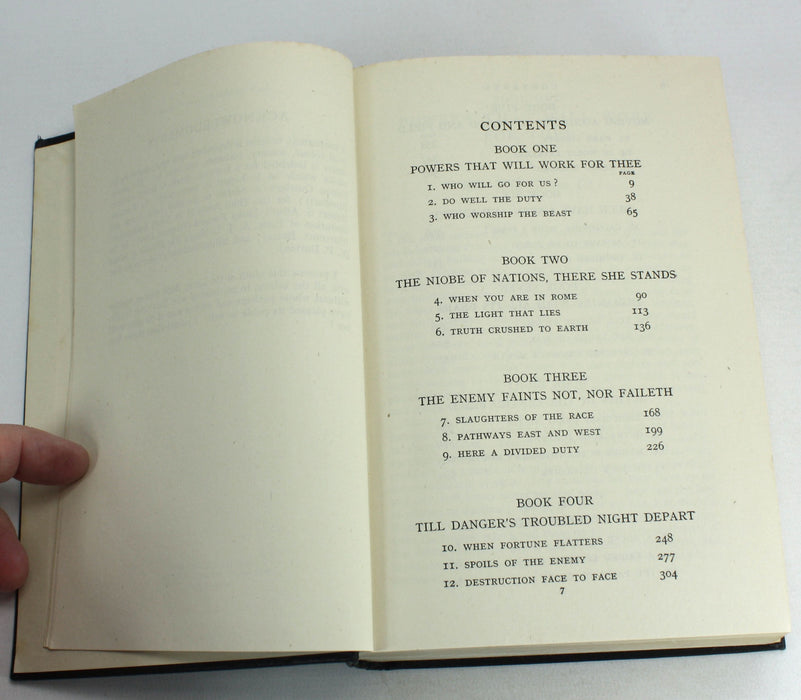 CONTENTS
BOOK ONE
POWERS THAT WILL WORK FOR THEE
PAGE
1. WHO WILL GO FOR US? 9
2. DO WELL THE DUTY 38
3. WHO WORSHIP THE BEAST 65
BOOK TWO
THE NIOBE OF NATIONS, THERE SHE STANDS
4. WHEN YOU ARE IN ROME 90
5. THE LIGHT THAT LIES 113
6. TRUTH CRUSHED TO EARTH 136
BOOK THREE
THE ENEMY FAINTS NOT, NOR FAILETH
7. SLAUGHTERS OF THE RACE 168
8. PATHWAYS EAST AND WEST 199
9. HERE A DIVIDED DUTY 226
BOOK FOUR
TILL DANGER'S TROUBLED NIGHT DEPART
10. WHEN FORTUNE FLATTERS 248
11. SPOILS OF THE ENEMY 277
12. DESTRUCTION FACE TO FACE 304
7